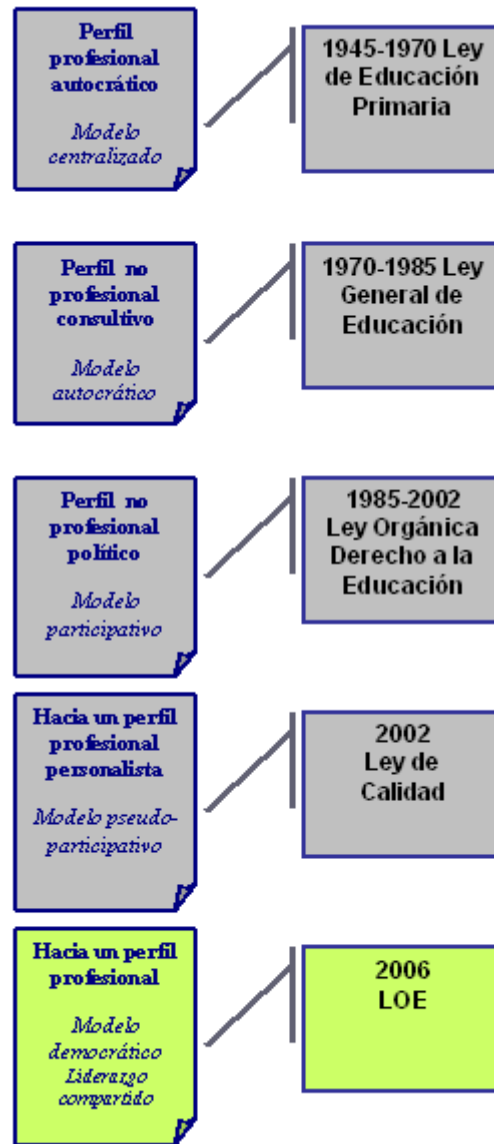 Perfil
profesional
autocrático
Modelo
centralizado
1945-1970 Ley
de Educación
Primaria
Perfil no
profesional
consultivo
Modelo
autocrático
1970-1985 Ley
General de
Educación
Perfil no
profesional
político
Modelo
participativo
1985-2002
Ley Orgánica
Derecho a la
Educación
Hacia un perfil
profesional
personalista
Modelo pseudo-
participativo
2002
Ley de
Calidad
Hacia un perfil
profesional
Modelo
democrático
Liderazgo
compartido
2006
LOE